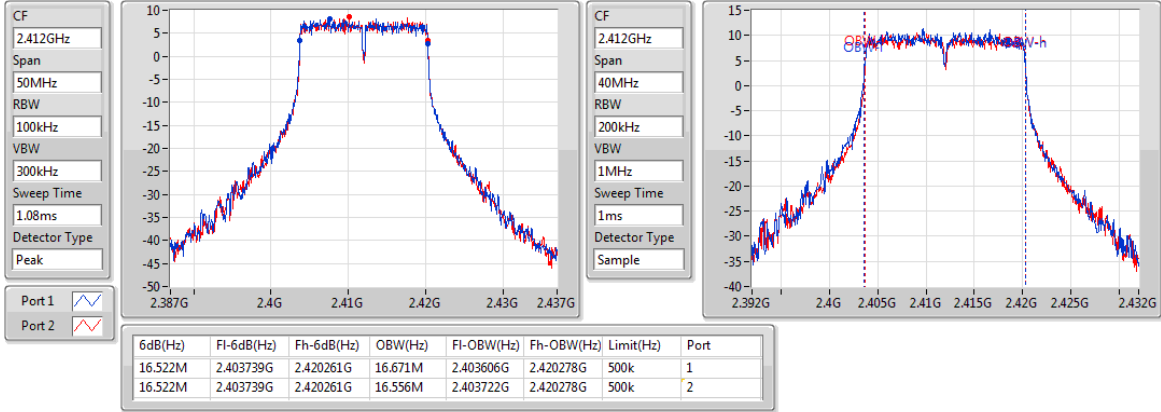 CF
2.412GHz
Span
50MHz
RBW
100kHz
VBW
300kHz
Sweep Time
1.08ms
Detector Type
Peak
Port 1
Port 2
10
5
0
-5
-10
-15
-20
-25
-30
-35
-40
-45
-50
2.387G 2.4G 2.41G 2.42G 2.43G 2.437G
CF
2.412GHz
Span
40MHz
RBW
200kHz
VBW
1MHz
Sweep Time
1ms
Detector Type
Sample
15
10
5
0
-5
-10
-15
-20
-25
-30
-35
-40
2.392G 2.4G 2.405G 2.41G 2.415G 2.42G 2.425G 2.432G
6dB(Hz) Fl-6dB(Hz) Fh-6dB(Hz) OBW(Hz) Fl-OBW(Hz) Fh-OBW(Hz) Limit(Hz) Port
16.522M 2.403739G 2.420261G 16.671M 2.403606G 2.420278G 500k 1
16.522M 2.403739G 2.420261G 16.556M 2.403722G 2.420278G 500k 2